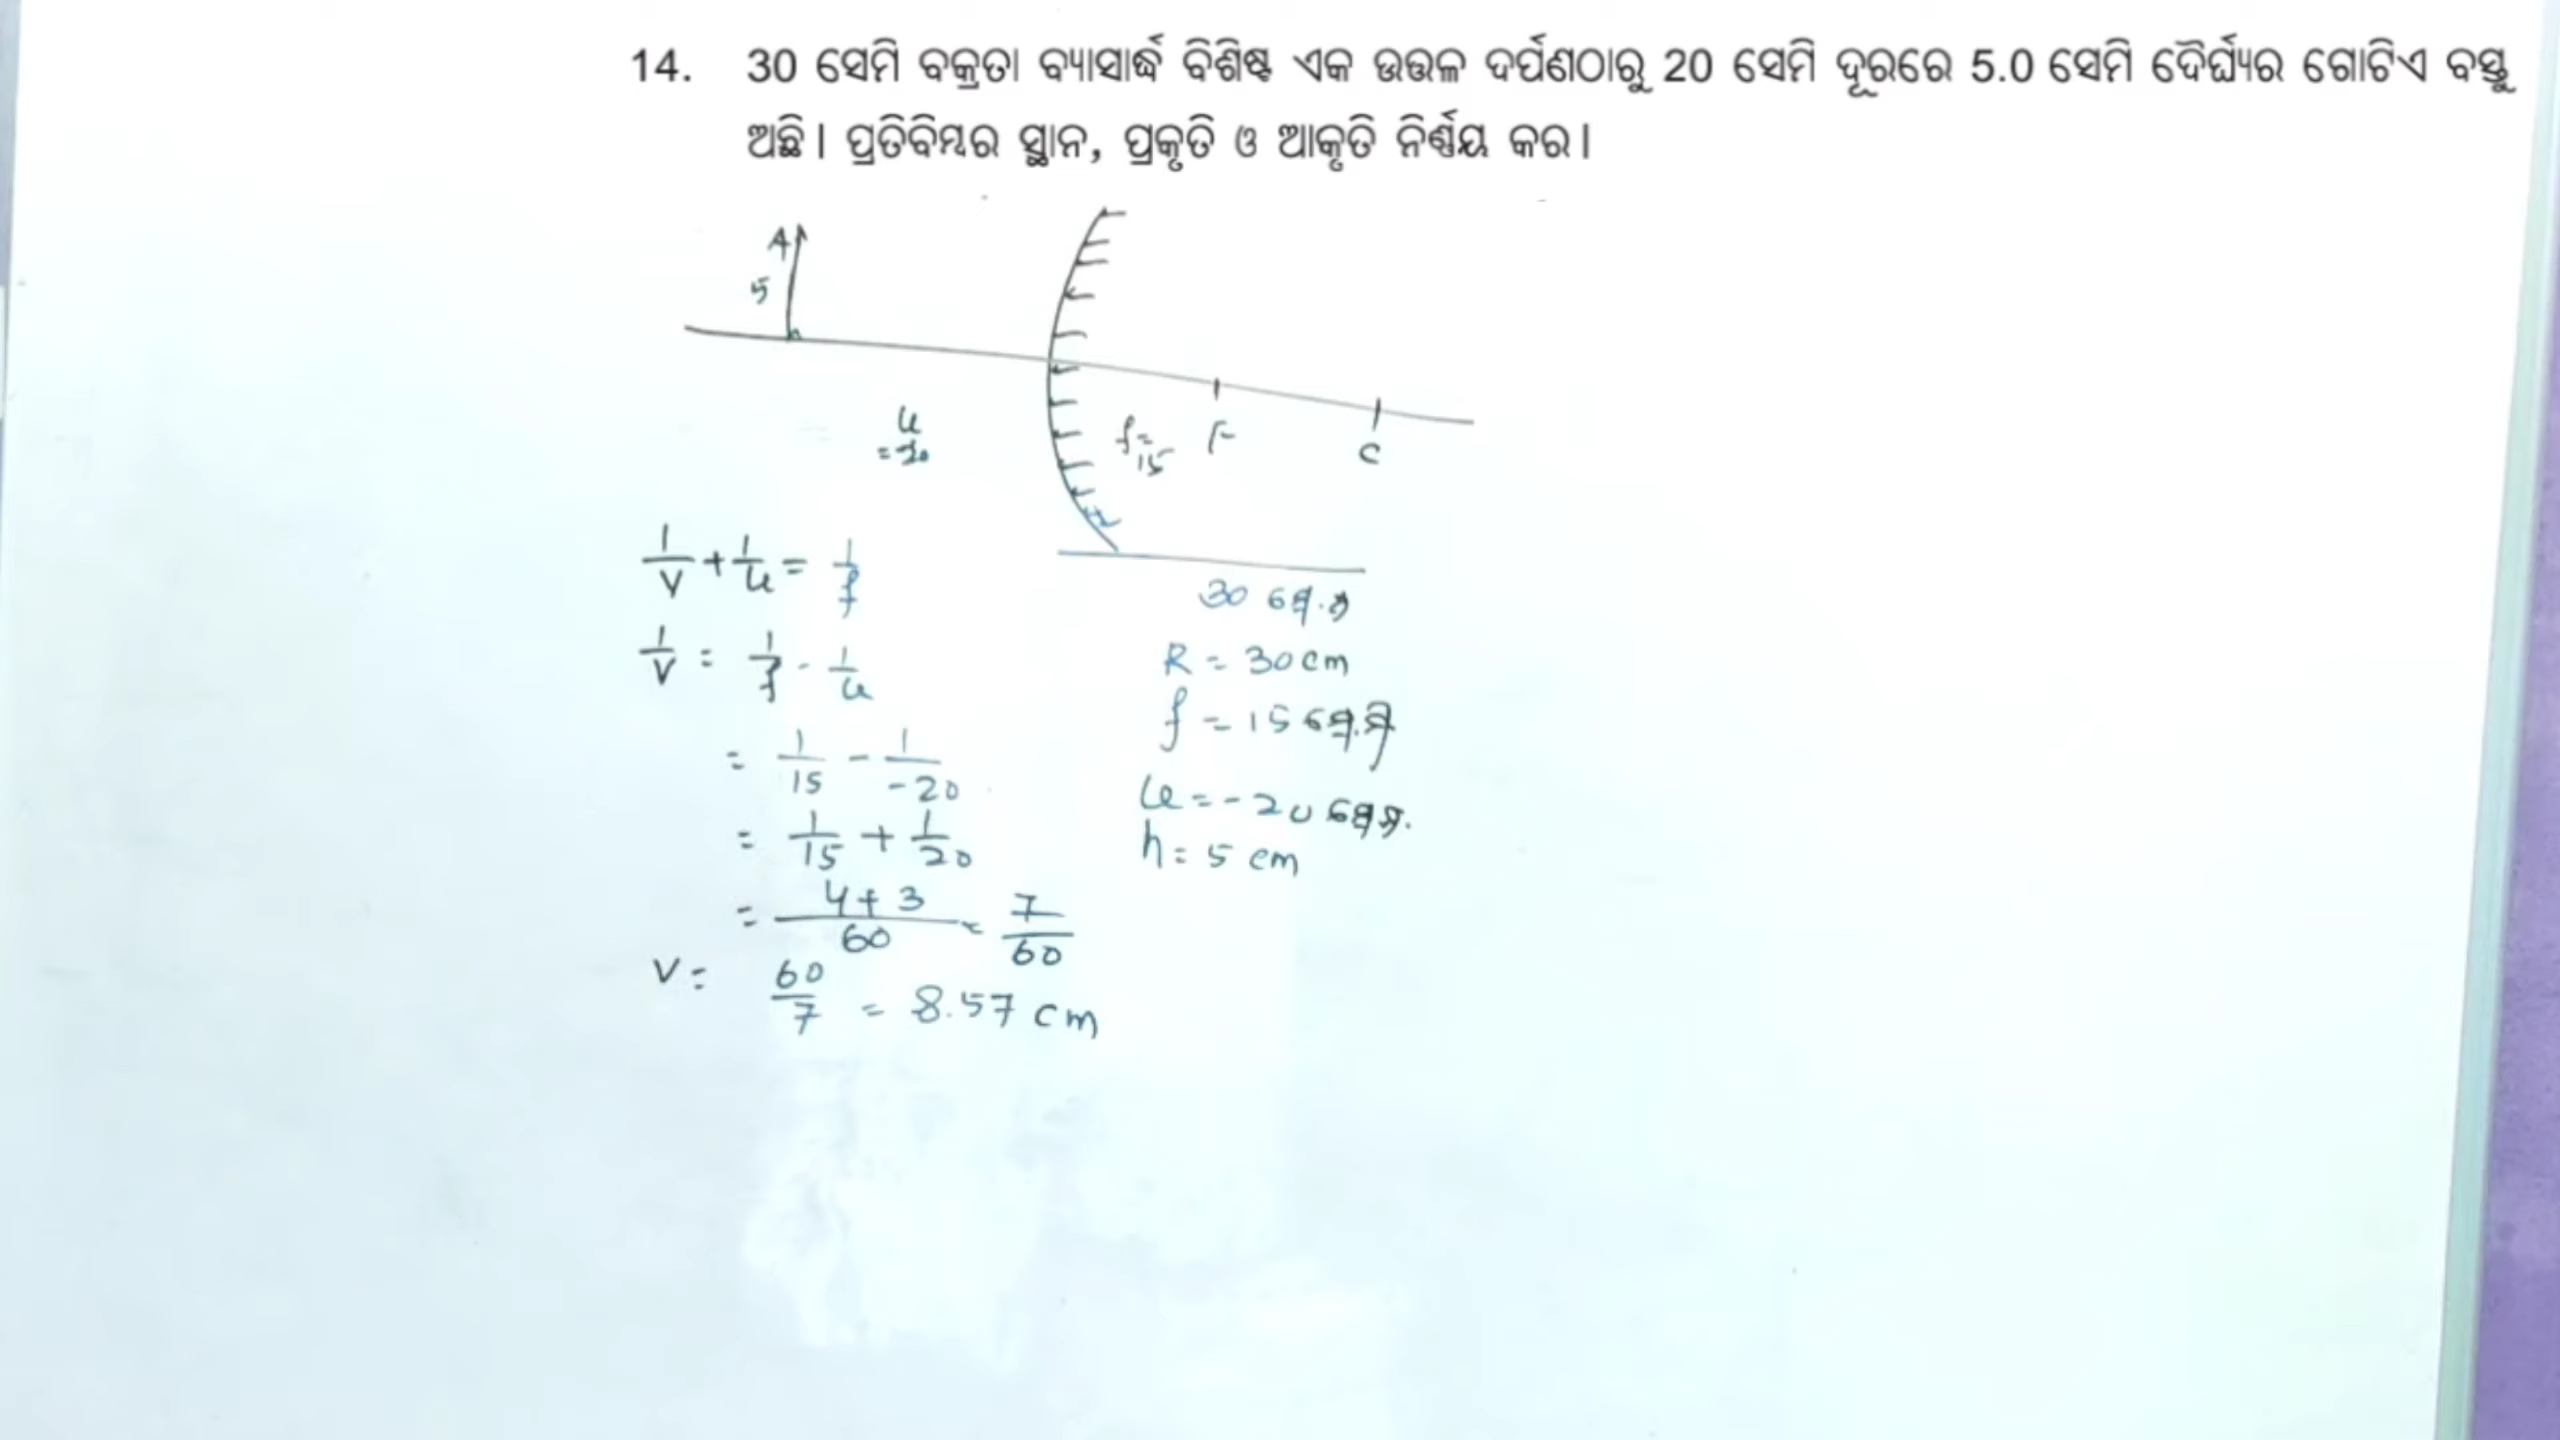 14. 30 ସେମି ବକ୍ରତା ବ୍ୟାସାର୍ଦ୍ଧ ବିଶିଷ୍ଟ ଏକ ଉତ୍ତଳ ଦର୍ପଣଠାରୁ 20 ସେମି ଦୂରରେ 5.0 ସେମି ଦୈର୍ଘ୍ୟର ଗୋଟିଏ ବସ୍ତୁ
ଅଛି। ପ୍ରତିବିମ୍ବର ସ୍ଥାନ, ପ୍ରକୃତି ଓ ଆକୃତି ନିର୍ଣ୍ଣୟ କର।
A
5
u
f=
15
F
C
1/v + 1/u = 1/f
30 ସେ.ମି
1/v = 1/f - 1/u
R = 30 cm
f = 15 ସେ.ମି
= 1/15 - 1/-20
u = -20 ସେ.ମି.
= 1/15 + 1/20
h = 5 cm
= 4+3/60 = 7/60
v = 60/7 = 8.57 cm